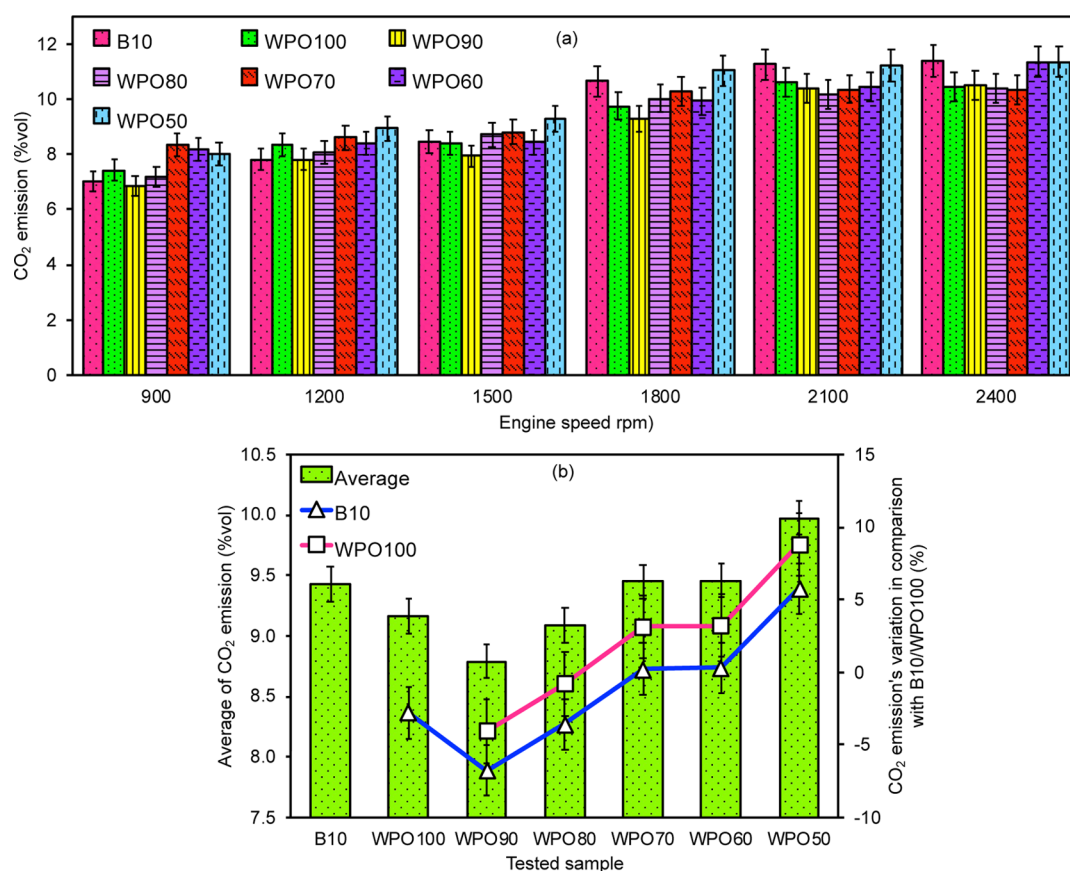 (a)
B10 WPO100 WPO90
WPO80 WPO70 WPO60
WPO50
CO₂ emission (%vol)
12
10
8
6
4
2
0
900 1200 1500 1800 2100 2400
Engine speed rpm)
(b)
Average
B10
WPO100
Average of CO₂ emission (%vol)
10.5
10.0
9.5
9.0
8.5
8.0
7.5
15
10
5
0
-5
-10
CO₂ emission's variation in comparison
with B10/WPO100 (%)
B10 WPO100 WPO90 WPO80 WPO70 WPO60 WPO50
Tested sample